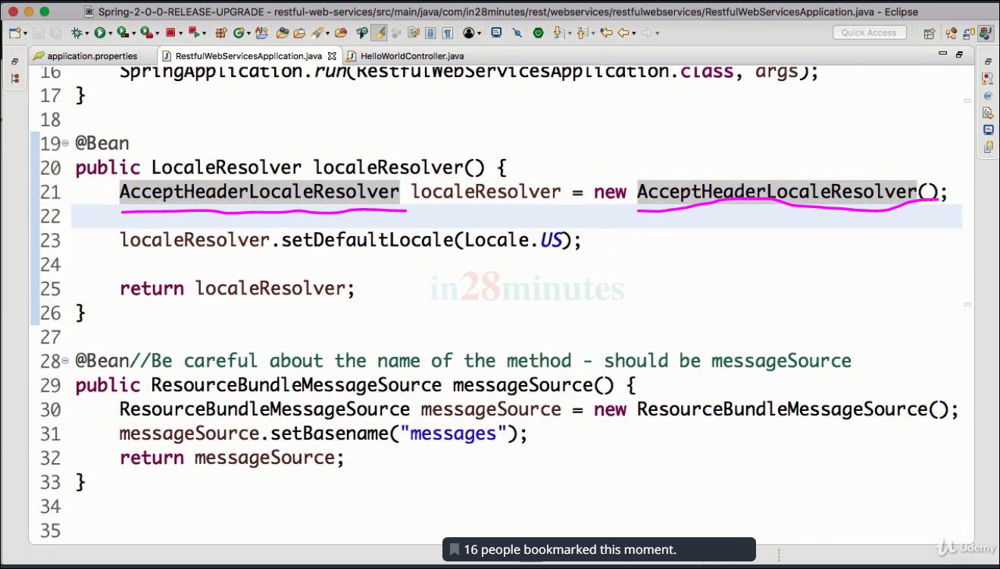 Spring-2-0-0-RELEASE-UPGRADE - restful-web-services/src/main/java/com/in28minutes/rest/webservices/restfulwebservices/RestfulWebServicesApplication.java - Eclipse
Quick Access
application.properties RestfulWebServicesApplication.java HelloWorldController.java
16 SpringApplication.run(RestfulWebServicesApplication.class, args);
17 }
18
19 @Bean
20 public LocaleResolver localeResolver() {
21 AcceptHeaderLocaleResolver localeResolver = new AcceptHeaderLocaleResolver();
22
23 localeResolver.setDefaultLocale(Locale.US);
24
25 return localeResolver;
in28minutes
26 }
27
28 @Bean//Be careful about the name of the method - should be messageSource
29 public ResourceBundleMessageSource messageSource() {
30 ResourceBundleMessageSource messageSource = new ResourceBundleMessageSource();
31 messageSource.setBasename("messages");
32 return messageSource;
33 }
34
35
16 people bookmarked this moment.
Udemy